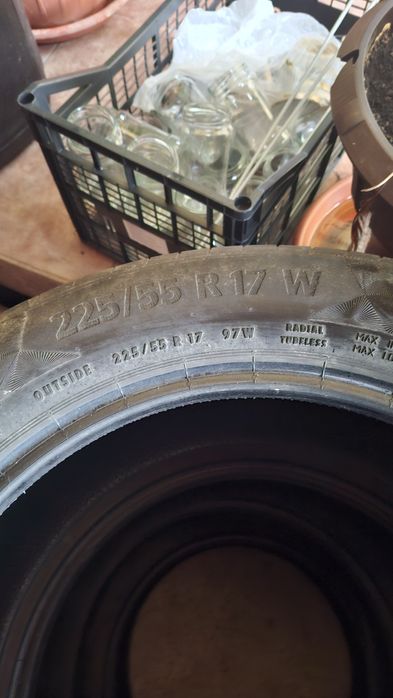 225/55 R 17 W
OUTSIDE 225/55 R 17 97W RADIAL TUBELESS MAX MAX